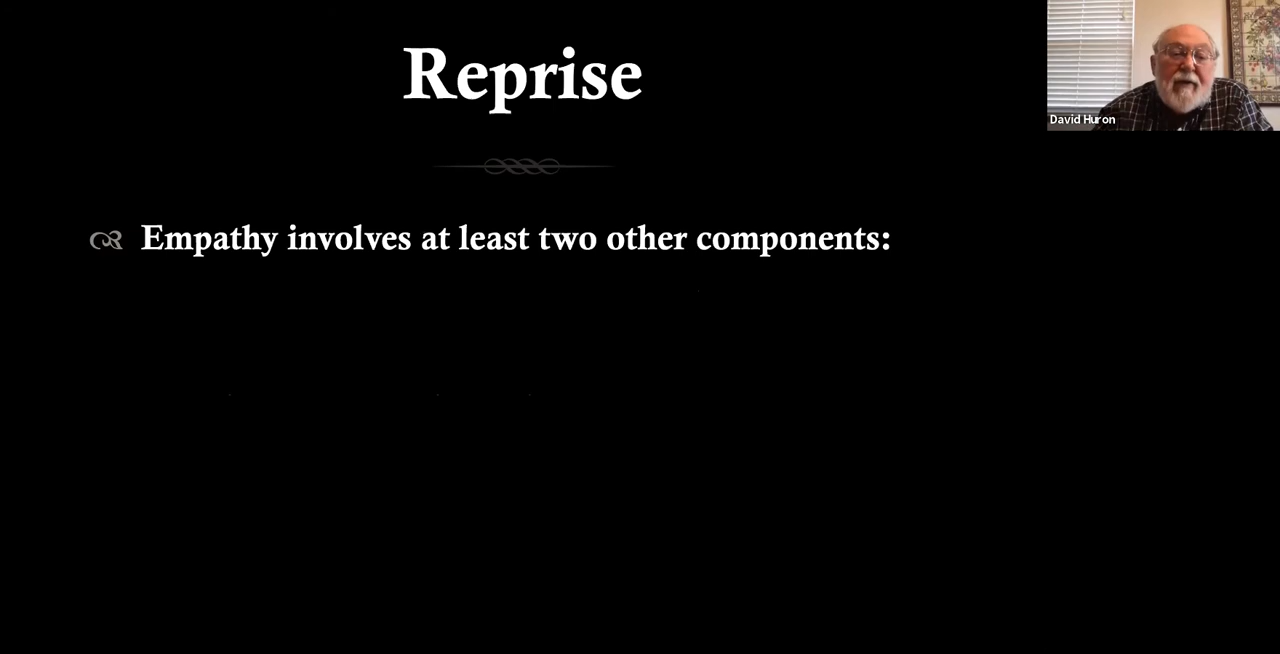 Reprise
Empathy involves at least two other components:
David Huron